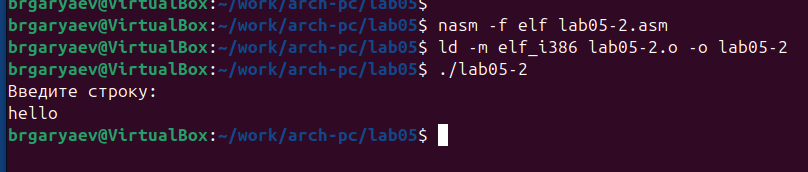 brgaryaev@VirtualBox:~/work/arch-pc/lab05$
brgaryaev@VirtualBox:~/work/arch-pc/lab05$ nasm -f elf lab05-2.asm
brgaryaev@VirtualBox:~/work/arch-pc/lab05$ ld -m elf_i386 lab05-2.o -o lab05-2
brgaryaev@VirtualBox:~/work/arch-pc/lab05$ ./lab05-2
Введите строку:
hello
brgaryaev@VirtualBox:~/work/arch-pc/lab05$